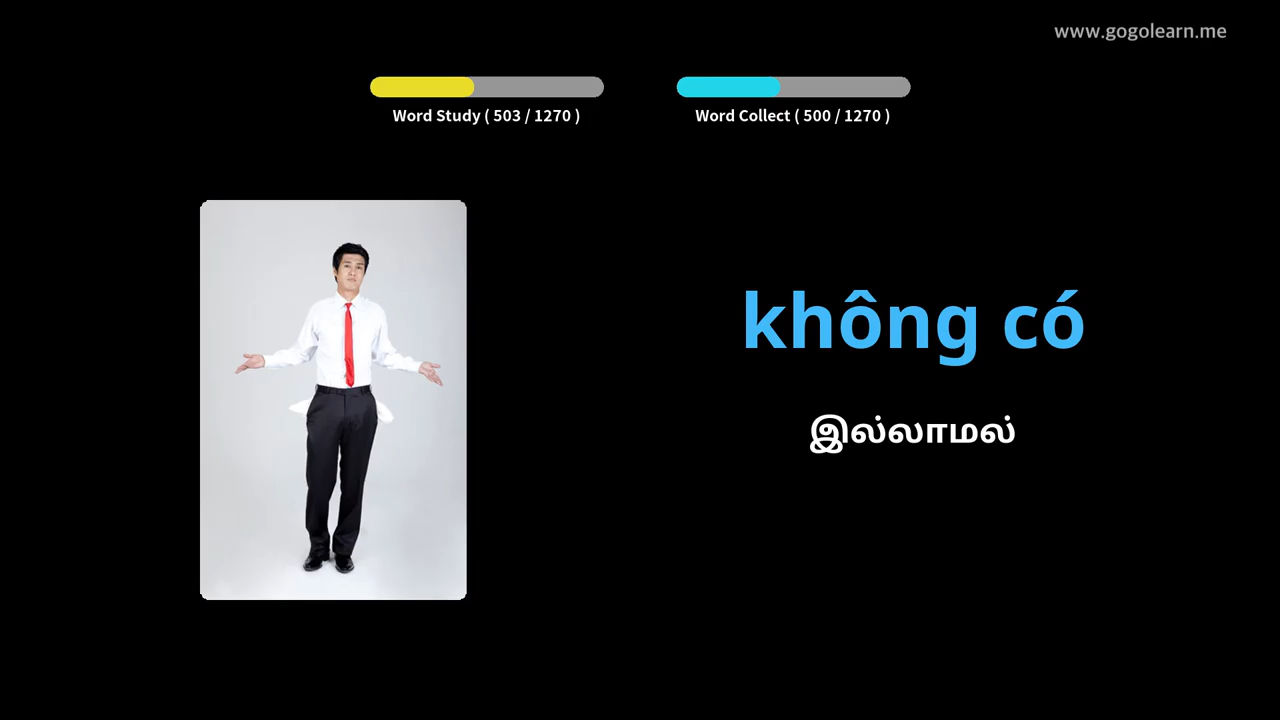 www.gogolearn.me
Word Study ( 503 / 1270 )
Word Collect ( 500 / 1270 )
không có
இல்லாமல்